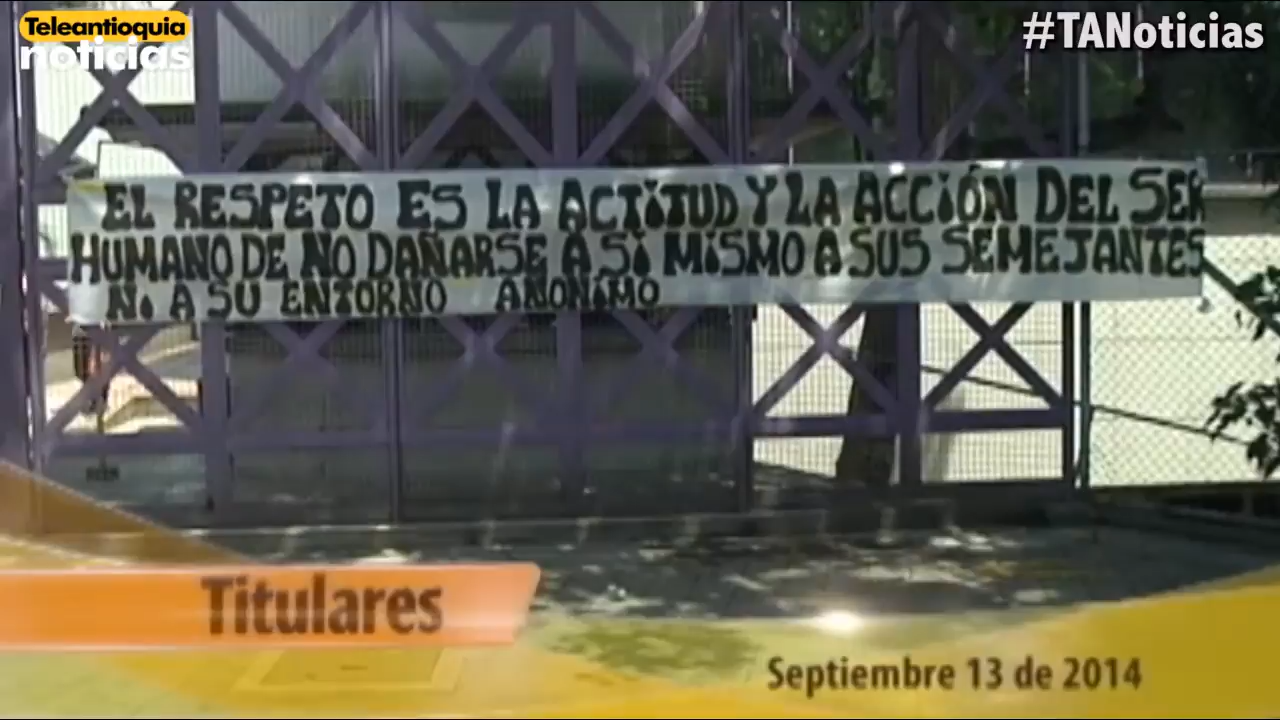 Teleantioquia
noticias
#TANoticias
EL RESPETO ES LA ACTITUD Y LA ACCIÓN DEL SER
HUMANO DE NO DAÑARSE A SI MISMO A SUS SEMEJANTES
NI A SU ENTORNO ANONIMO
Titulares
Septiembre 13 de 2014